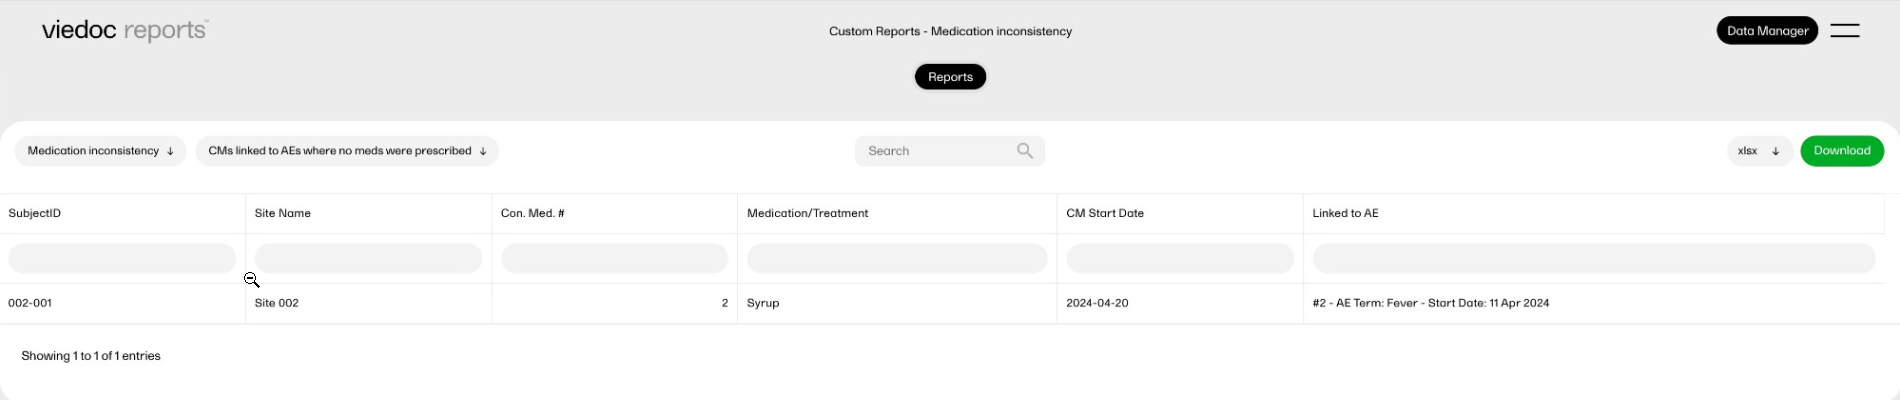 viedoc reports™
Custom Reports - Medication inconsistency
Data Manager
Reports
Medication inconsistency ↓
CMs linked to AEs where no meds were prescribed ↓
Search
xlsx ↓
Download
SubjectID Site Name Con. Med. # Medication/Treatment CM Start Date Linked to AE
002-001 Site 002 2 Syrup 2024-04-20 #2 - AE Term: Fever - Start Date: 11 Apr 2024
Showing 1 to 1 of 1 entries